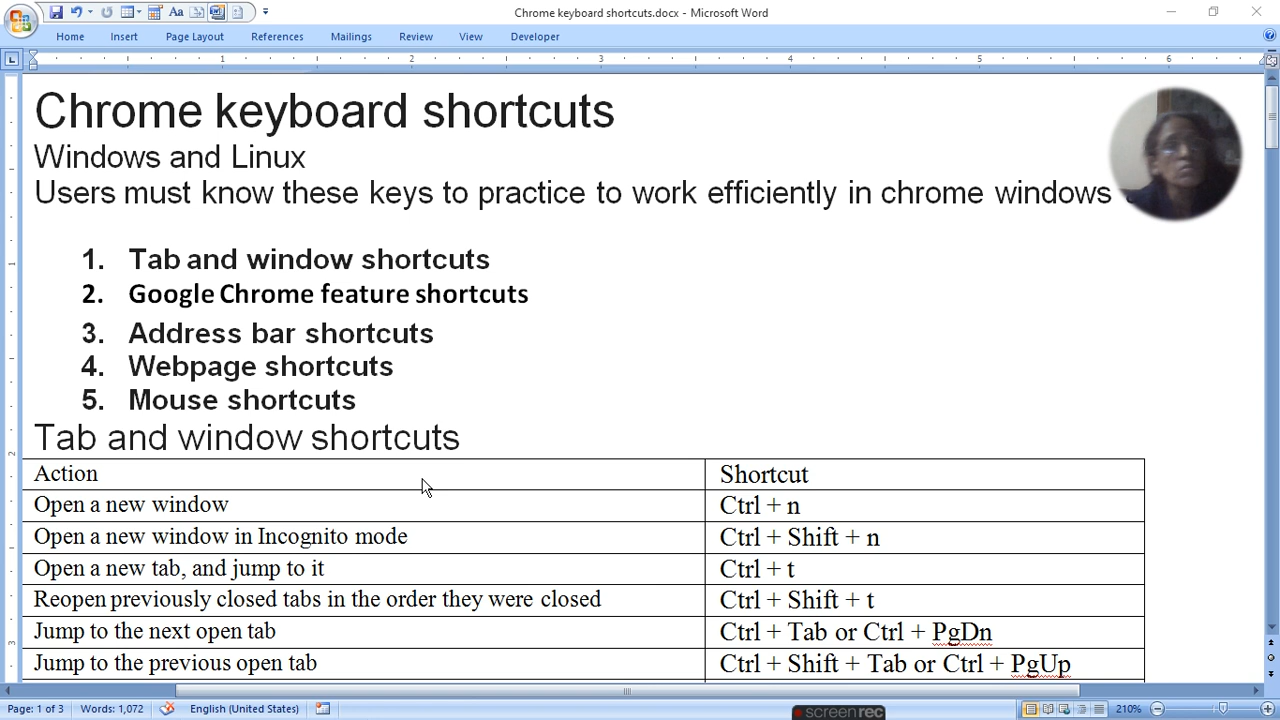 Chrome keyboard shortcuts.docx - Microsoft Word
Home Insert Page Layout References Mailings Review View Developer
1 2 3 4 5 6
Chrome keyboard shortcuts
Windows and Linux
Users must know these keys to practice to work efficiently in chrome windows
1. Tab and window shortcuts
2. Google Chrome feature shortcuts
3. Address bar shortcuts
4. Webpage shortcuts
5. Mouse shortcuts
Tab and window shortcuts
Action Shortcut
Open a new window Ctrl + n
Open a new window in Incognito mode Ctrl + Shift + n
Open a new tab, and jump to it Ctrl + t
Reopen previously closed tabs in the order they were closed Ctrl + Shift + t
Jump to the next open tab Ctrl + Tab or Ctrl + PgDn
Jump to the previous open tab Ctrl + Shift + Tab or Ctrl + PgUp
Page: 1 of 3 Words: 1,072 English (United States) screenrec 210%